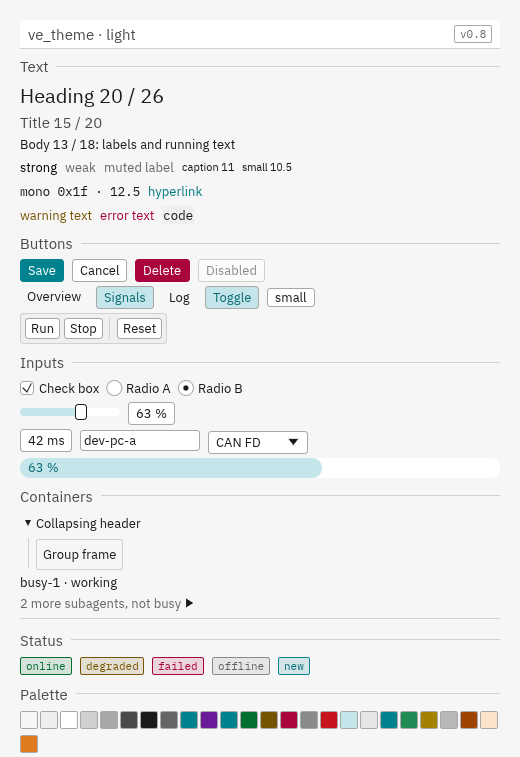 ve_theme · light v0.8
Text
Heading 20 / 26
Title 15 / 20
Body 13 / 18: labels and running text
strong weak muted label caption 11 small 10.5
mono 0x1f · 12.5 hyperlink
warning text error text code
Buttons
Save Cancel Delete Disabled
Overview Signals Log Toggle small
Run Stop Reset
Inputs
Check box Radio A Radio B
63 %
42 ms dev-pc-a CAN FD
63 %
Containers
Collapsing header
Group frame
busy-1 · working
2 more subagents, not busy
Status
online degraded failed offline new
Palette